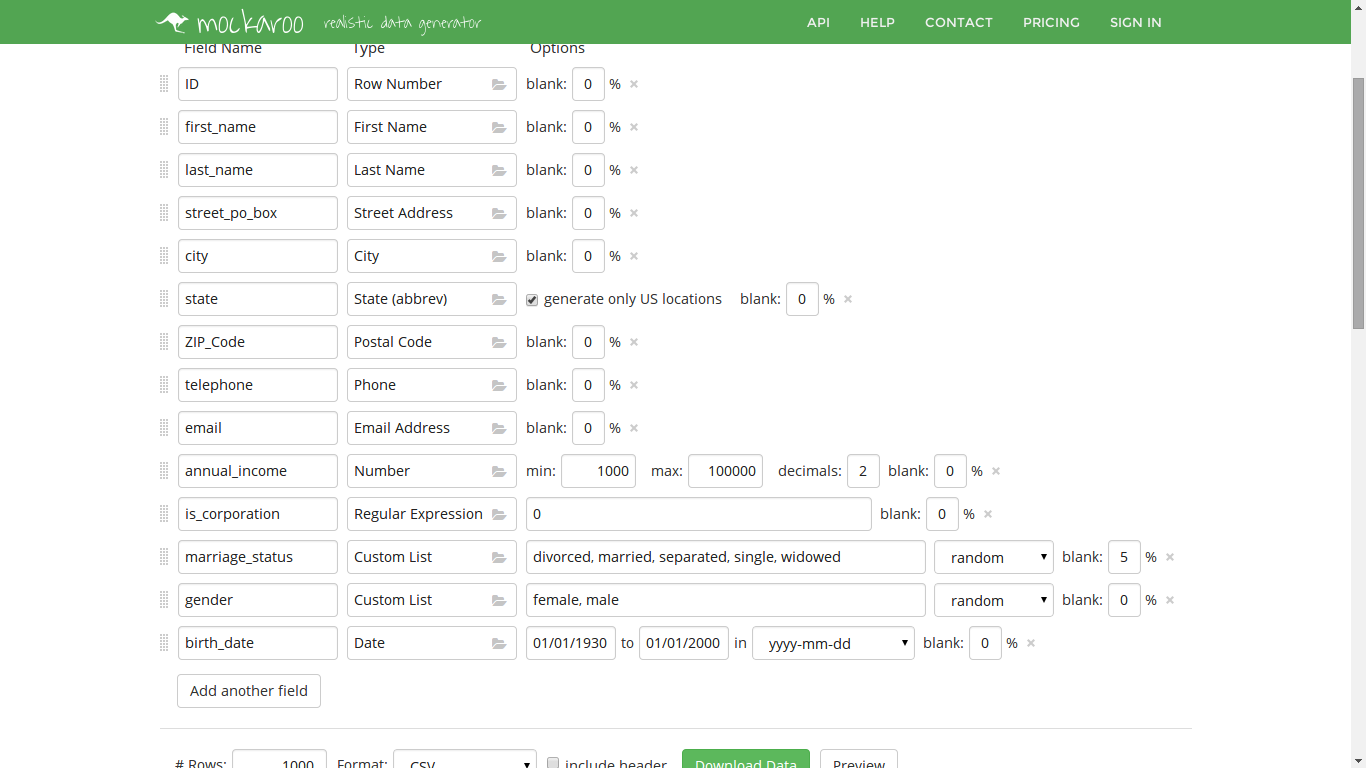 mockaroo realistic data generator API HELP CONTACT PRICING SIGN IN
Field Name Type Options
ID Row Number blank: 0 % ×
first_name First Name blank: 0 % ×
last_name Last Name blank: 0 % ×
street_po_box Street Address blank: 0 % ×
city City blank: 0 % ×
state State (abbrev) generate only US locations blank: 0 % ×
ZIP_Code Postal Code blank: 0 % ×
telephone Phone blank: 0 % ×
email Email Address blank: 0 % ×
annual_income Number min: 1000 max: 100000 decimals: 2 blank: 0 % ×
is_corporation Regular Expression 0 blank: 0 % ×
marriage_status Custom List divorced, married, separated, single, widowed random blank: 5 % ×
gender Custom List female, male random blank: 0 % ×
birth_date Date 01/01/1930 to 01/01/2000 in yyyy-mm-dd blank: 0 % ×
Add another field
# Rows: 1000 Format: CSV include header Download Data Preview